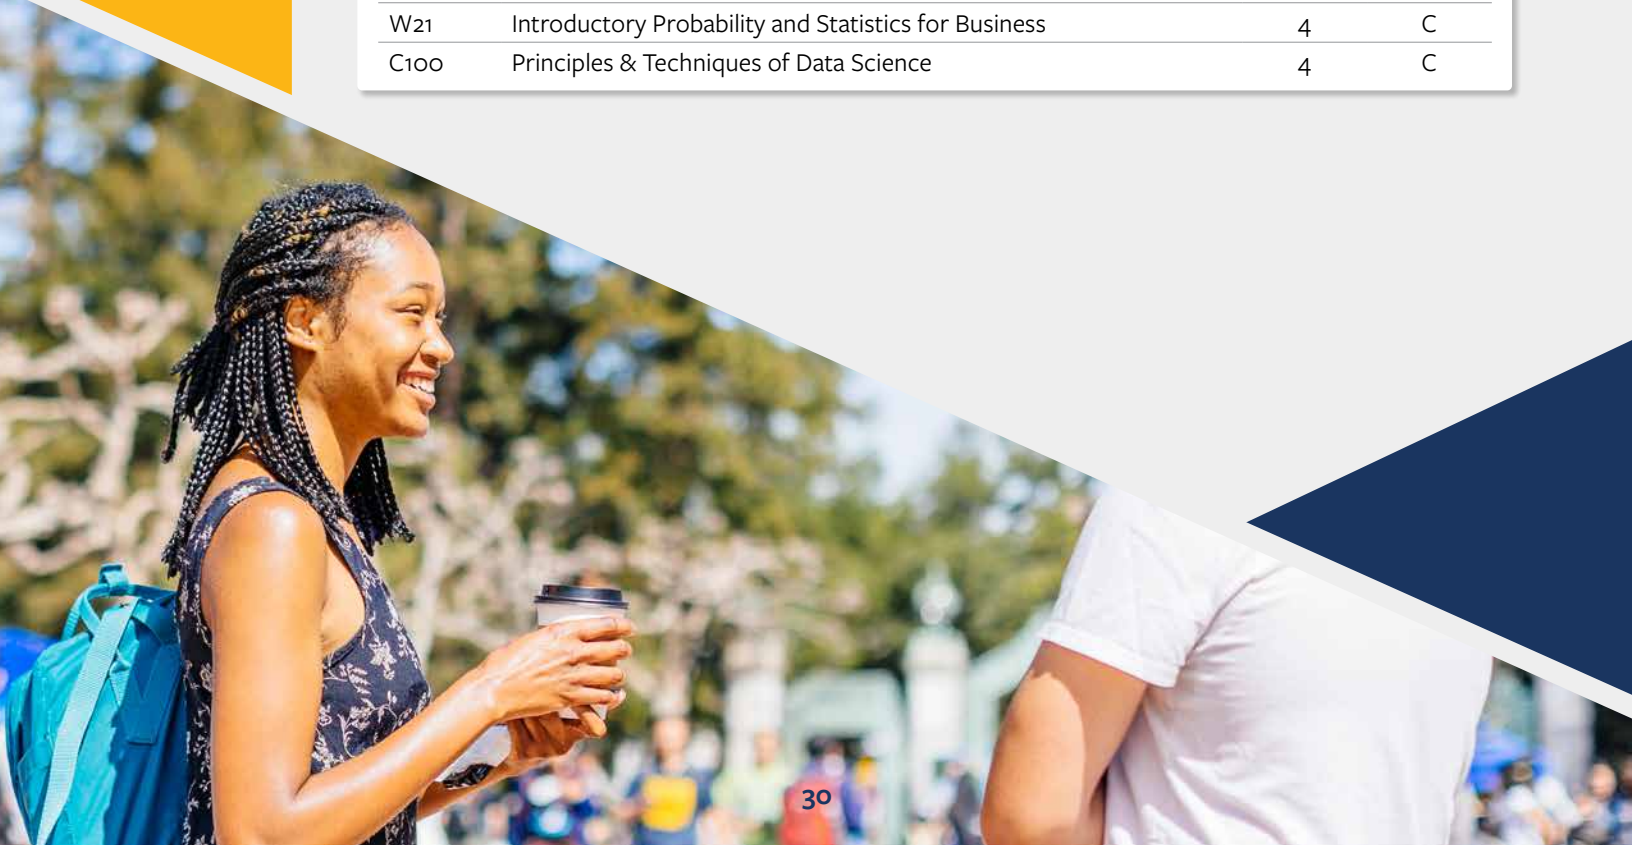 W21 Introductory Probability and Statistics for Business 4 C
C100 Principles & Techniques of Data Science 4 C
30